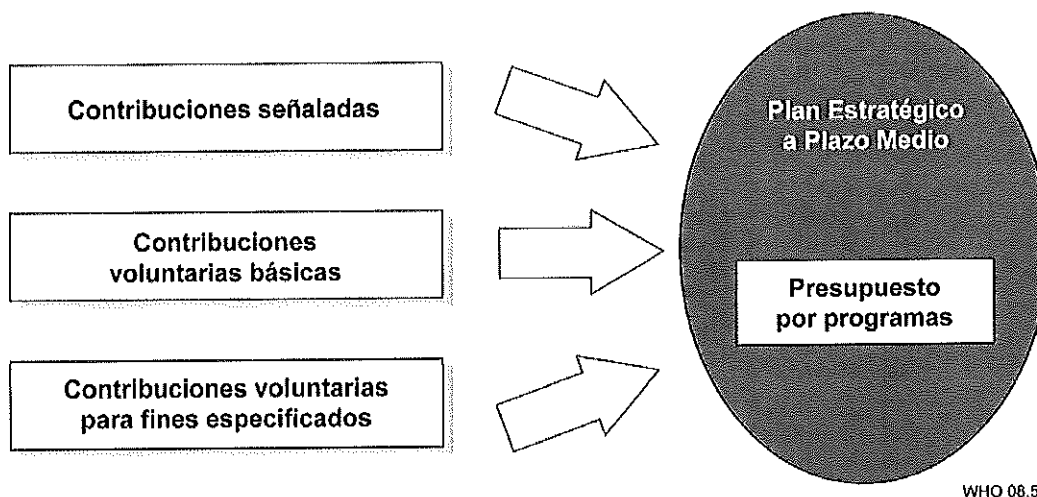 Contribuciones señaladas
Contribuciones
voluntarias básicas
Contribuciones voluntarias
para fines especificados
Plan Estratégico
a Plazo Medio
Presupuesto
por programas
WHO 08.5